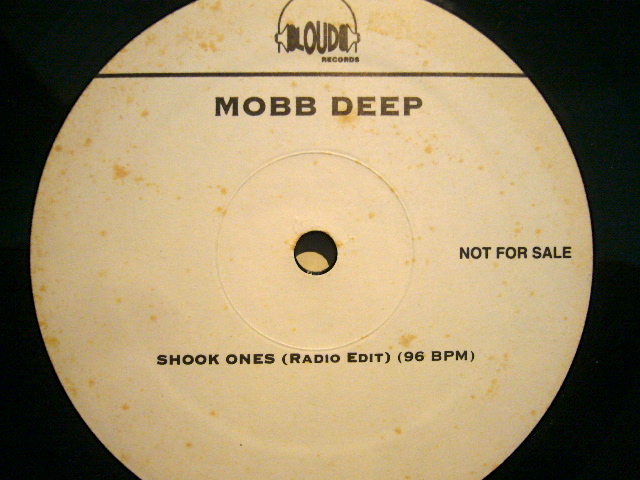 LOUD
RECORDS
MOBB DEEP
NOT FOR SALE
SHOOK ONES (RADIO EDIT) (96 BPM)